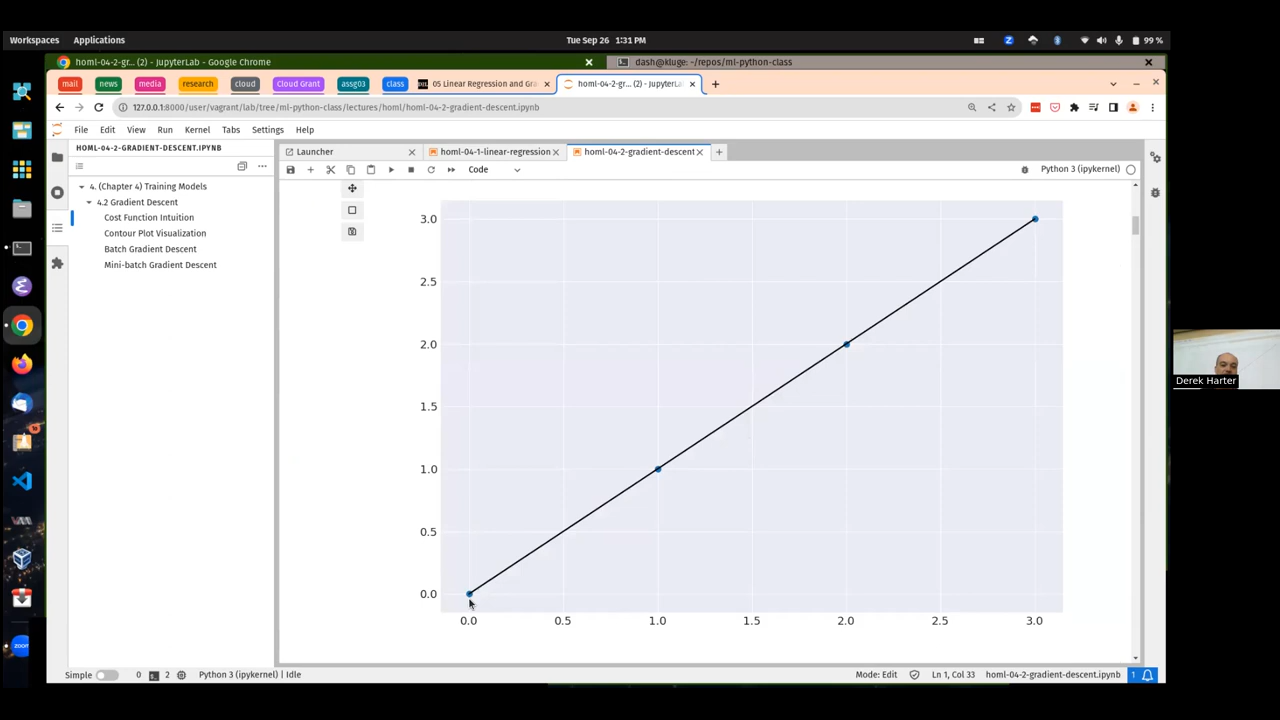 Workspaces
Applications
Tue Sep 26 1:31 PM
99 %
homl-04-2-gr... (2) - JupyterLab - Google Chrome
dash@kluge: ~/repos/ml-python-class
mail
news
media
research
cloud
Cloud Grant
assg03
class
05 Linear Regression and Gr
homl-04-2-gr... (2) - JupyterL
127.0.0.1:8000/user/vagrant/lab/tree/ml-python-class/lectures/homl/homl-04-2-gradient-descent.ipynb
File
Edit
View
Run
Kernel
Tabs
Settings
Help
HOML-04-2-GRADIENT-DESCENT.IPYNB
Launcher
homl-04-1-linear-regression
homl-04-2-gradient-descent
Code
Python 3 (ipykernel)
4. (Chapter 4) Training Models
4.2 Gradient Descent
Cost Function Intuition
Contour Plot Visualization
Batch Gradient Descent
Mini-batch Gradient Descent
3.0
2.5
2.0
1.5
1.0
0.5
0.0
0.0
0.5
1.0
1.5
2.0
2.5
3.0
Derek Harter
zoom
Simple
0
2
Python 3 (ipykernel) | Idle
Mode: Edit
Ln 1, Col 33
homl-04-2-gradient-descent.ipynb
1